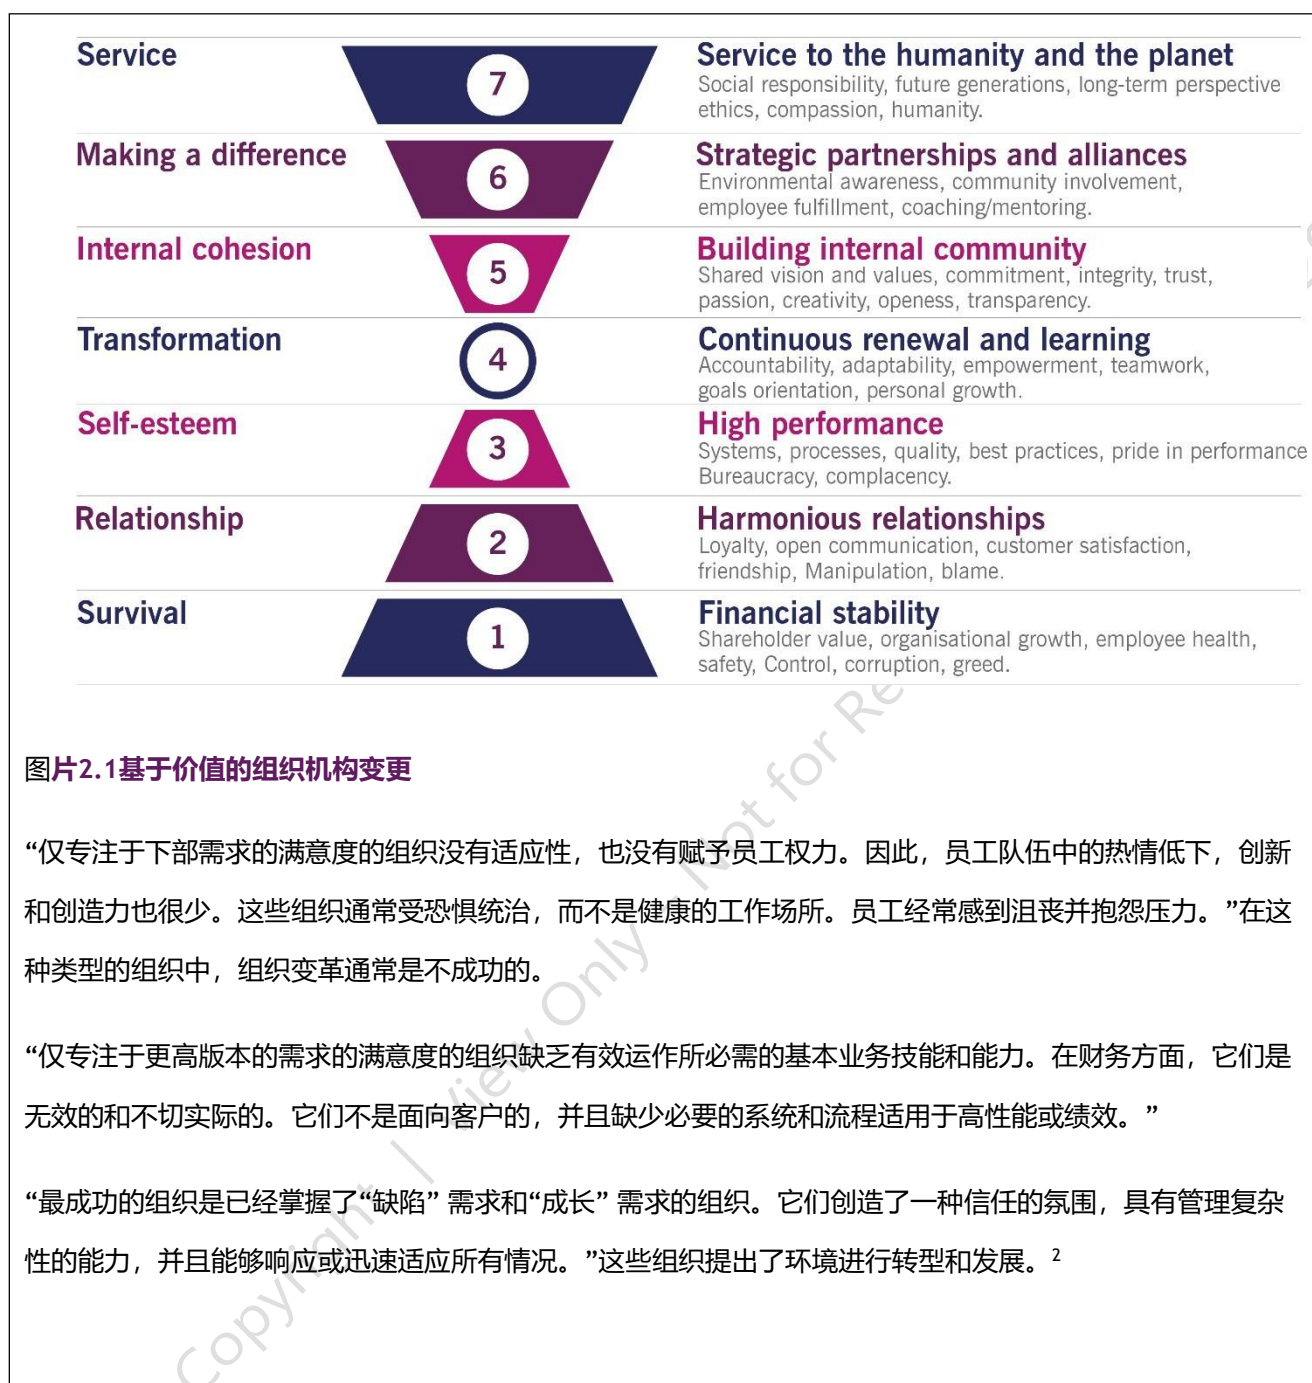 Service
7
Service to the humanity and the planet
Social responsibility, future generations, long-term perspective
ethics, compassion, humanity.
Making a difference
6
Strategic partnerships and alliances
Environmental awareness, community involvement,
employee fulfillment, coaching/mentoring.
Internal cohesion
5
Building internal community
Shared vision and values, commitment, integrity, trust,
passion, creativity, openess, transparency.
Transformation
4
Continuous renewal and learning
Accountability, adaptability, empowerment, teamwork,
goals orientation, personal growth.
Self-esteem
3
High performance
Systems, processes, quality, best practices, pride in performance
Bureaucracy, complacency.
Relationship
2
Harmonious relationships
Loyalty, open communication, customer satisfaction,
friendship, Manipulation, blame.
Survival
1
Financial stability
Shareholder value, organisational growth, employee health,
safety, Control, corruption, greed.
图片2.1基于价值的组织机构变更
“仅专注于下部需求的满意度的组织没有适应性，也没有赋予员工权力。因此，员工队伍中的热情低下，创新
和创造力也很少。这些组织通常受恐惧统治，而不是健康的工作场所。员工经常感到沮丧并抱怨压力。”在这
种类型的组织中，组织变革通常是不成功的。
“仅专注于更高版本的需求的满意度的组织缺乏有效运作所必需的基本业务技能和能力。在财务方面，它们是
无效的和不切实际的。它们不是面向客户的，并且缺少必要的系统和流程适用于高性能或绩效。”
“最成功的组织是已经掌握了“缺陷” 需求和“成长” 需求的组织。它们创造了一种信任的氛围，具有管理复杂
性的能力，并且能够响应或迅速适应所有情况。”这些组织提出了环境进行转型和发展。2
Copyright | View Only Not for Re